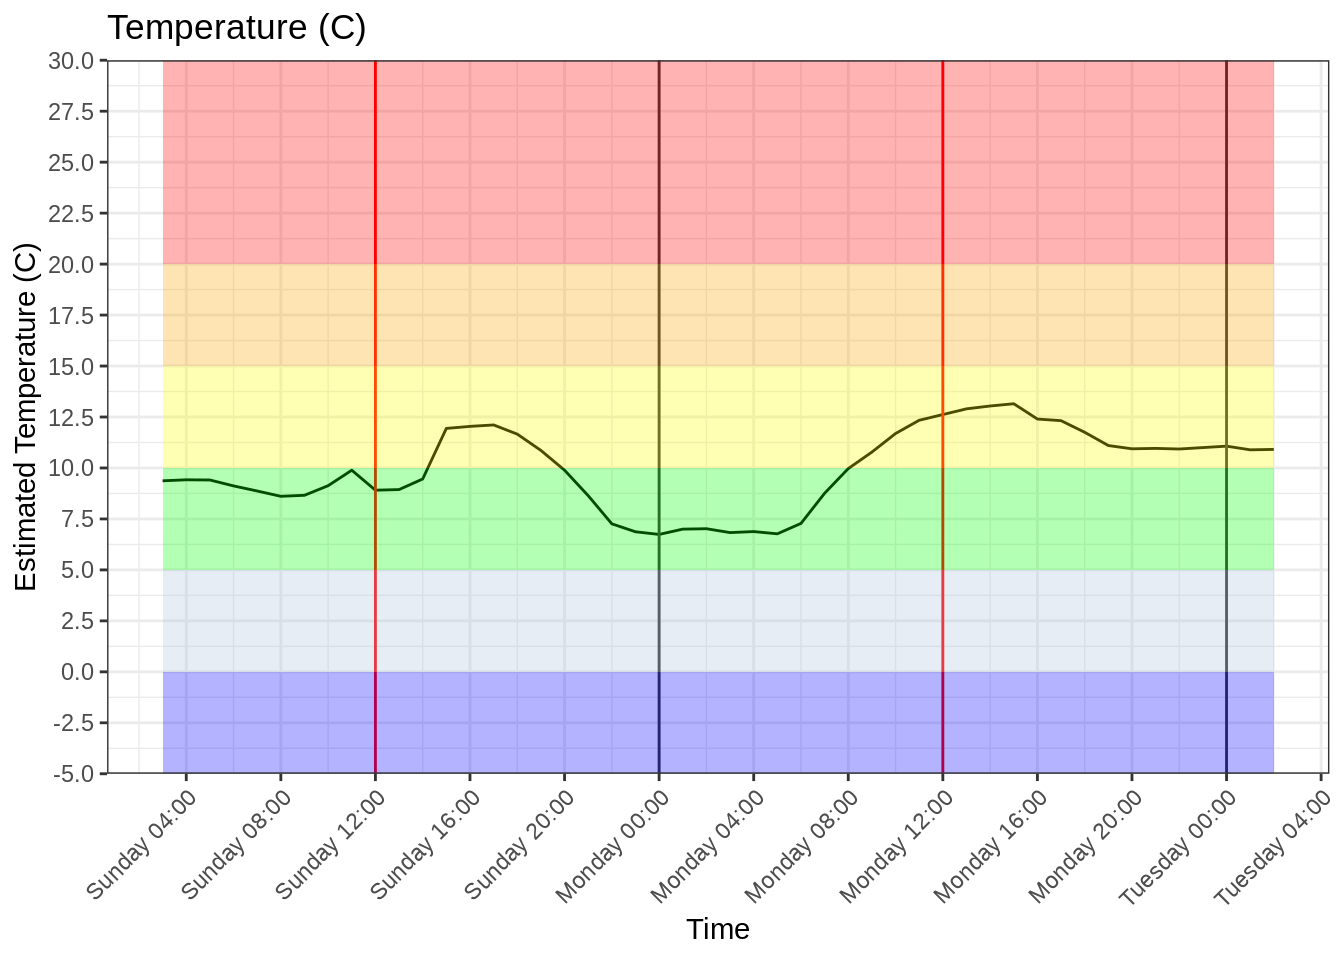 Temperature (C)
Estimated Temperature (C)
30.0
27.5
25.0
22.5
20.0
17.5
15.0
12.5
10.0
7.5
5.0
2.5
0.0
-2.5
-5.0
Sunday 04:00
Sunday 08:00
Sunday 12:00
Sunday 16:00
Sunday 20:00
Monday 00:00
Monday 04:00
Monday 08:00
Monday 12:00
Monday 16:00
Monday 20:00
Tuesday 00:00
Tuesday 04:00
Time